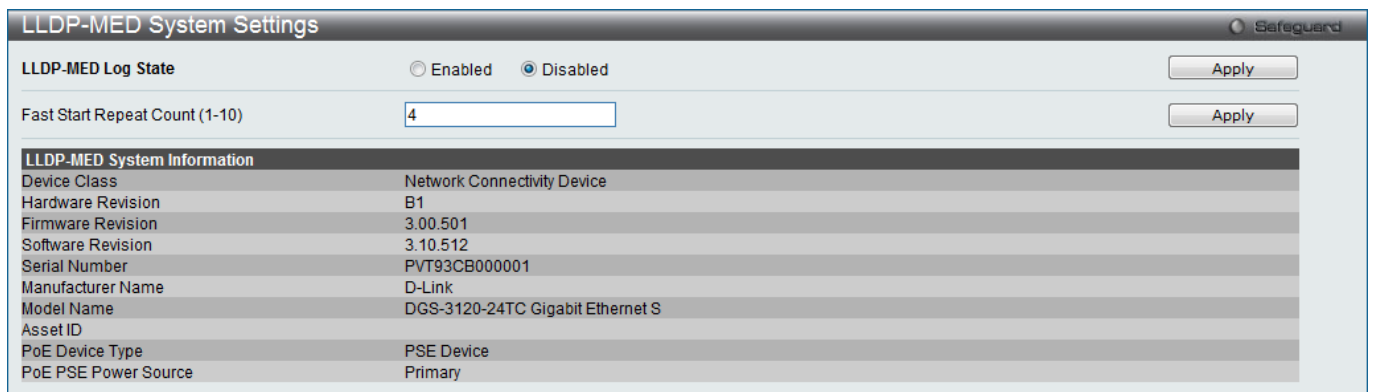 LLDP-MED System Settings
Safeguard
LLDP-MED Log State Enabled Disabled Apply
Fast Start Repeat Count (1-10) 4 Apply
LLDP-MED System Information
Device Class Network Connectivity Device
Hardware Revision B1
Firmware Revision 3.00.501
Software Revision 3.10.512
Serial Number PVT93CB000001
Manufacturer Name D-Link
Model Name DGS-3120-24TC Gigabit Ethernet S
Asset ID
PoE Device Type PSE Device
PoE PSE Power Source Primary